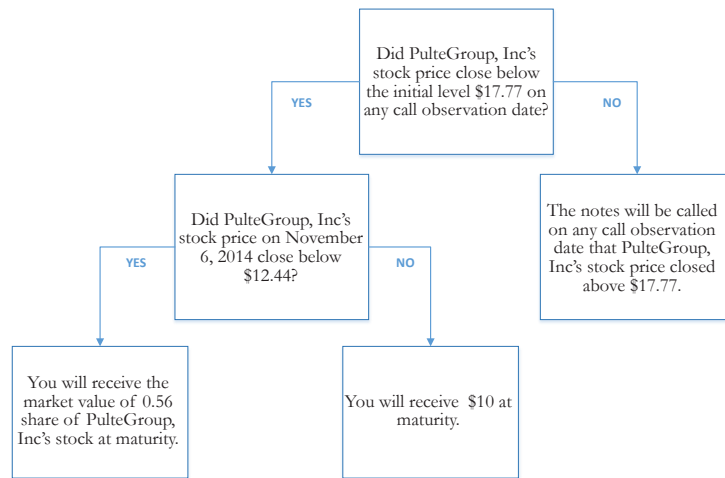 Did PulteGroup, Inc's
stock price close below
the initial level $17.77 on
any call observation date?
YES
NO
Did PulteGroup, Inc's
stock price on November
6, 2014 close below
$12.44?
The notes will be called
on any call observation
date that PulteGroup,
Inc's stock price closed
above $17.77.
YES
NO
You will receive the
market value of 0.56
share of PulteGroup,
Inc's stock at maturity.
You will receive $10 at
maturity.